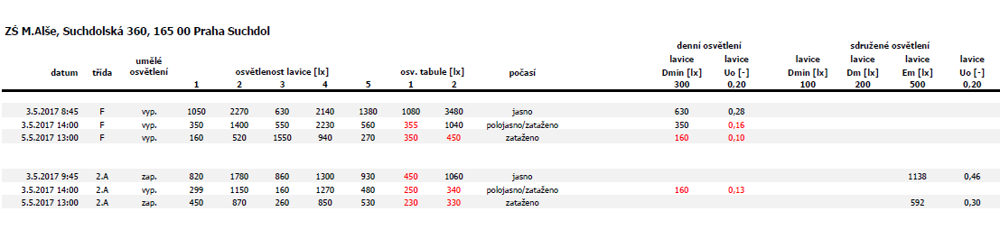 ZŠ M.Alše, Suchdolská 360, 165 00 Praha Suchdol
denní osvětlení sdružené osvětlení
umělé lavice lavice lavice lavice lavice lavice
datum třída osvětlení osvětlenost lavice [lx] osv. tabule [lx] počasí Dmin [lx] Uo [-] Dmin [lx] Dm [lx] Em [lx] Uo [-]
1 2 3 4 5 1 2 300 0,20 100 200 500 0,20
3.5.2017 8:45 F vyp. 1050 2270 630 2140 1380 1080 3480 jasno 630 0,28
3.5.2017 14:00 F vyp. 350 1400 550 2230 560 355 1040 polojasno/zataženo 350 0,16
5.5.2017 13:00 F vyp. 160 520 1550 940 270 350 450 zataženo 160 0,10
3.5.2017 9:45 2.A zap. 820 1780 860 1300 930 450 1060 jasno 1138 0,46
3.5.2017 14:00 2.A vyp. 299 1150 160 1270 480 250 340 polojasno/zataženo 160 0,13
5.5.2017 13:00 2.A zap. 450 870 260 850 530 230 330 zataženo 592 0,30